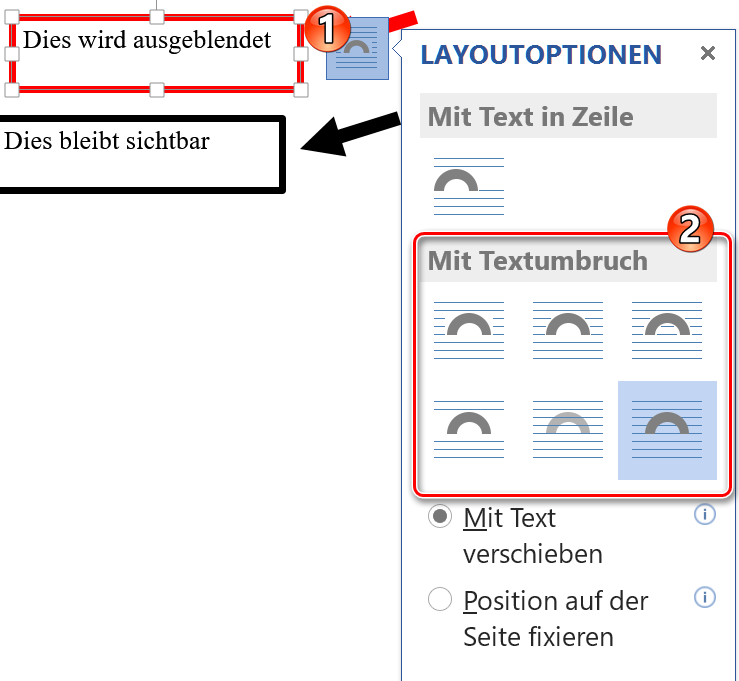 Dies wird ausgeblendet
1
LAYOUTOPTIONEN
Mit Text in Zeile
Dies bleibt sichtbar
2
Mit Textumbruch
Mit Text
verschieben
Position auf der
Seite fixieren